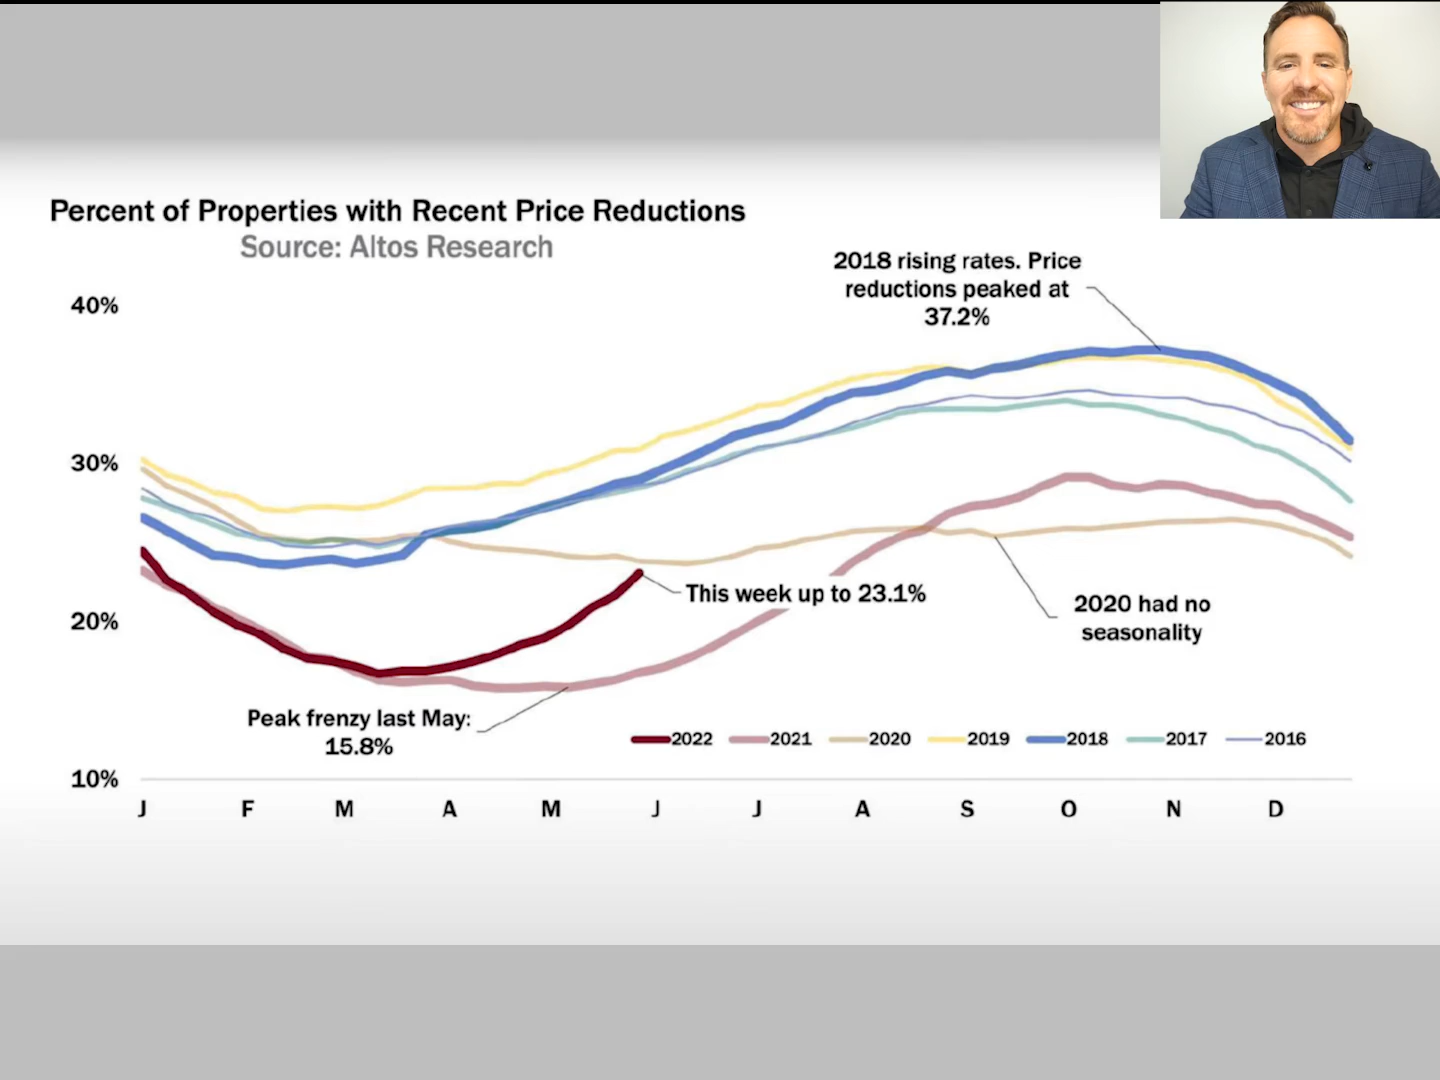 Percent of Properties with Recent Price Reductions
Source: Altos Research
2018 rising rates. Price
reductions peaked at
37.2%
40%
30%
20%
10%
This week up to 23.1%
2020 had no
seasonality
Peak frenzy last May:
15.8%
2022 2021 2020 2019 2018 2017 2016
J F M A M J J A S O N D